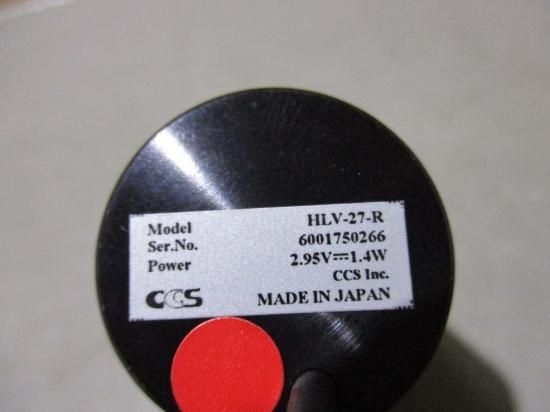 Model HLV-27-R
Ser.No. 6001750266
Power 2.95V⎓1.4W
CCS Inc.
CCS MADE IN JAPAN